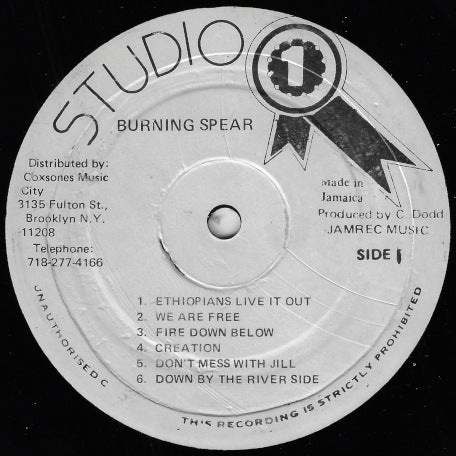 STUDIO 1
BURNING SPEAR
Distributed by:
Coxsones Music
City
3135 Fulton St.,
Brooklyn N.Y.
11208
Telephone:
718-277-4166
Made in
Jamaica
Produced by C. Dodd
JAMREC MUSIC
SIDE 1
1. ETHIOPIANS LIVE IT OUT
2. WE ARE FREE
3. FIRE DOWN BELOW
4. CREATION
5. DON'T MESS WITH JILL
6. DOWN BY THE RIVER SIDE
UNAUTHORISED C
THIS RECORDING IS STRICTLY PROHIBITED